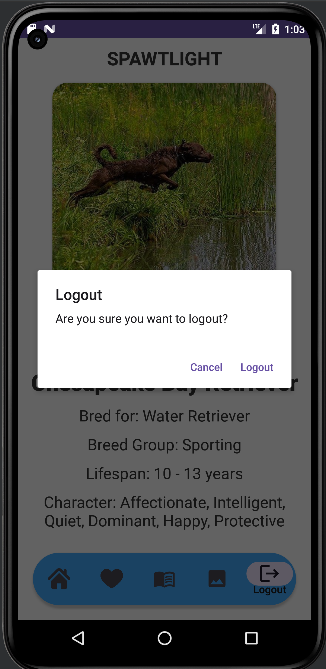 1:03
SPAWTLIGHT
Logout
Are you sure you want to logout?
Cancel Logout
Chesapeake Bay Retriever
Bred for: Water Retriever
Breed Group: Sporting
Lifespan: 10 - 13 years
Character: Affectionate, Intelligent,
Quiet, Dominant, Happy, Protective
Logout